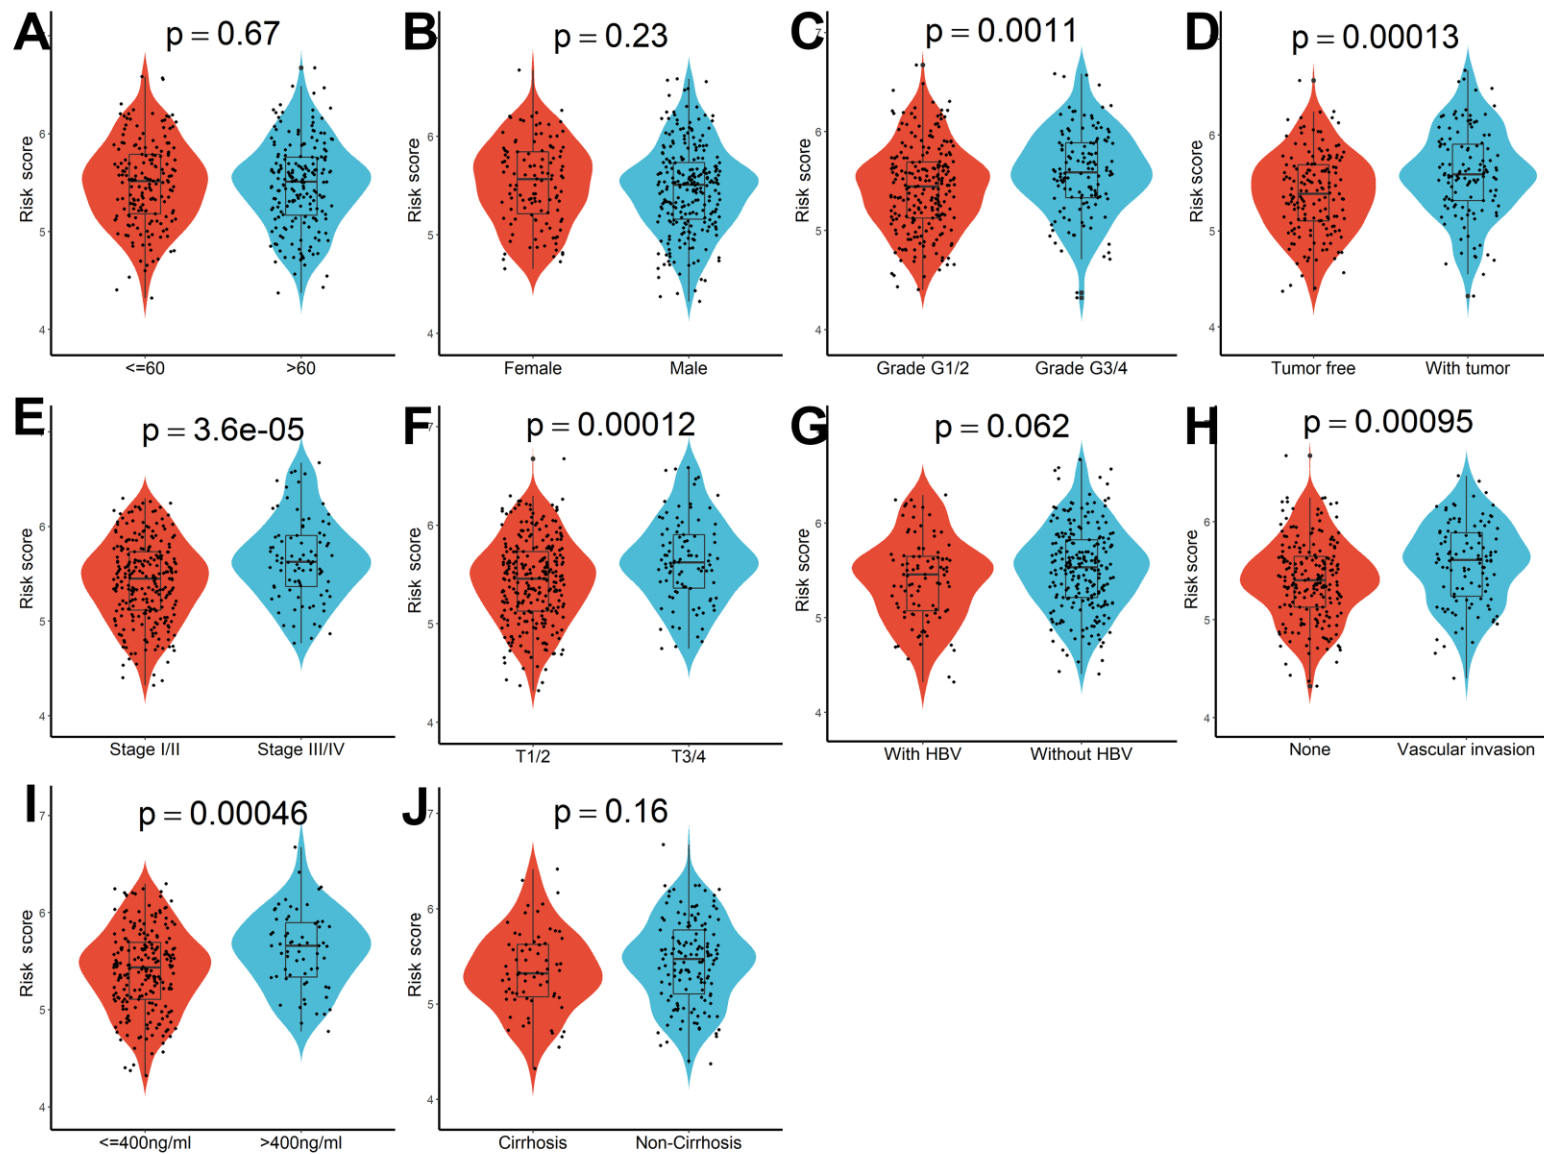 A
p = 0.67
Risk score
6
5
4
<=60
>60
B
p = 0.23
Risk score
6
5
4
Female
Male
C
p = 0.0011
7
Risk score
6
5
4
Grade G1/2
Grade G3/4
D
p = 0.00013
Risk score
6
5
4
Tumor free
With tumor
E
p = 3.6e-05
7
Risk score
6
5
4
Stage I/II
Stage III/IV
F
p = 0.00012
7
Risk score
6
5
4
T1/2
T3/4
G
p = 0.062
Risk score
6
5
4
With HBV
Without HBV
H
p = 0.00095
Risk score
6
5
4
None
Vascular invasion
I
p = 0.00046
7
Risk score
6
5
4
<=400ng/ml
>400ng/ml
J
p = 0.16
7
Risk score
6
5
4
Cirrhosis
Non-Cirrhosis